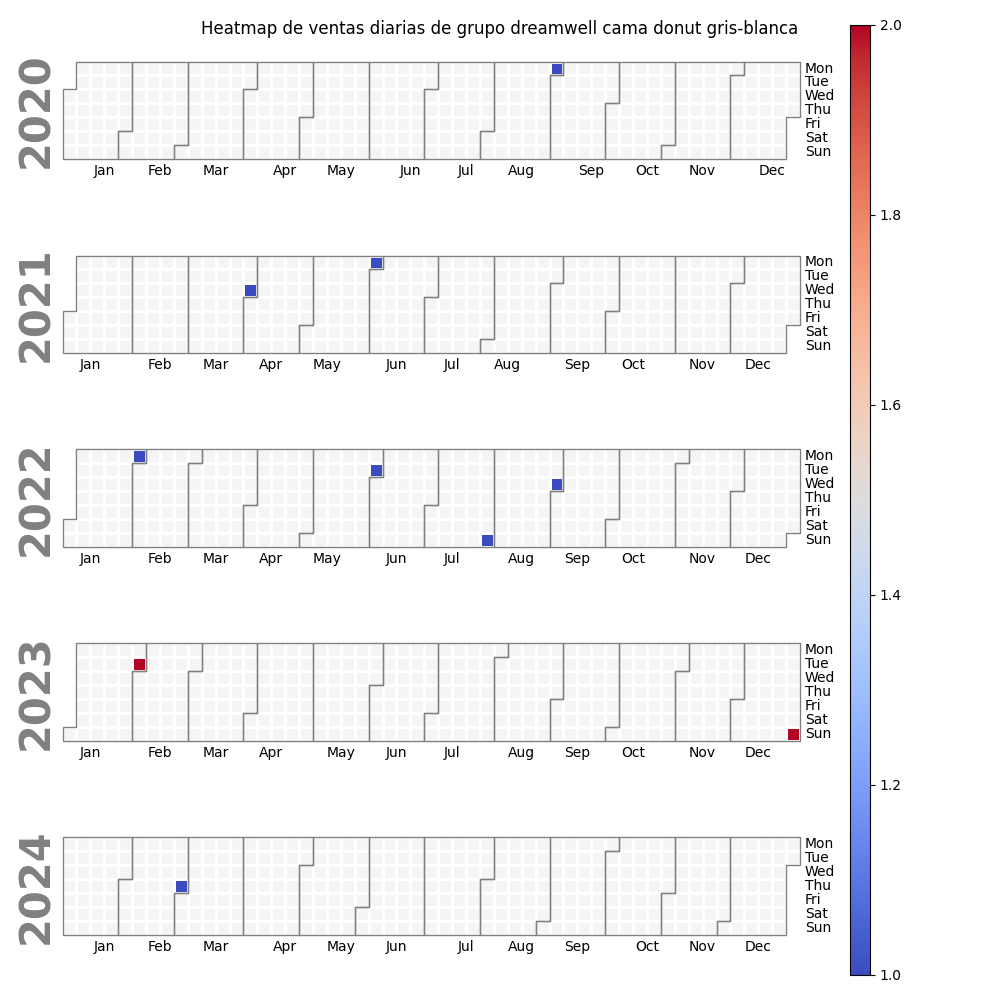 Heatmap de ventas diarias de grupo dreamwell cama donut gris-blanca
2020
Mon
Tue
Wed
Thu
Fri
Sat
Sun
Jan Feb Mar Apr May Jun Jul Aug Sep Oct Nov Dec
2021
Mon
Tue
Wed
Thu
Fri
Sat
Sun
Jan Feb Mar Apr May Jun Jul Aug Sep Oct Nov Dec
2022
Mon
Tue
Wed
Thu
Fri
Sat
Sun
Jan Feb Mar Apr May Jun Jul Aug Sep Oct Nov Dec
2023
Mon
Tue
Wed
Thu
Fri
Sat
Sun
Jan Feb Mar Apr May Jun Jul Aug Sep Oct Nov Dec
2024
Mon
Tue
Wed
Thu
Fri
Sat
Sun
Jan Feb Mar Apr May Jun Jul Aug Sep Oct Nov Dec
2.0
1.8
1.6
1.4
1.2
1.0